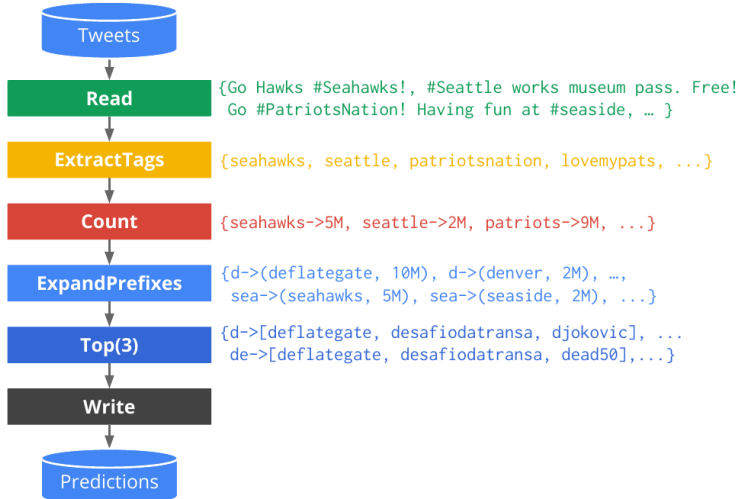 Tweets
Read
{Go Hawks #Seahawks!, #Seattle works museum pass. Free!
Go #PatriotsNation! Having fun at #seaside, … }
ExtractTags
{seahawks, seattle, patriotsnation, lovemypats, ...}
Count
{seahawks->5M, seattle->2M, patriots->9M, ...}
ExpandPrefixes
{d->(deflategate, 10M), d->(denver, 2M), …,
sea->(seahawks, 5M), sea->(seaside, 2M), ...}
Top(3)
{d->[deflategate, desafiodatransa, djokovic], ...
de->[deflategate, desafiodatransa, dead50],...}
Write
Predictions